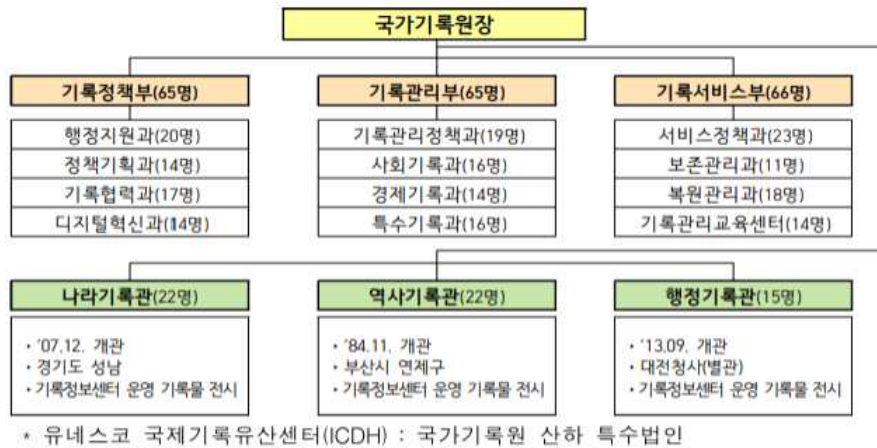 국가기록원장
기록정책부(65명)
행정지원과(20명)
정책기획과(14명)
기록협력과(17명)
디지털혁신과(14명)
기록관리부(65명)
기록관리정책과(19명)
사회기록과(16명)
경제기록과(14명)
특수기록과(16명)
기록서비스부(66명)
서비스정책과(23명)
보존관리과(11명)
복원관리과(18명)
기록관리교육센터(14명)
나라기록관(22명)
• '07.12. 개관
• 경기도 성남
• 기록정보센터 운영 기록물 전시
역사기록관(22명)
• '84.11. 개관
• 부산시 연제구
• 기록정보센터 운영 기록물 전시
행정기록관(15명)
• '13.09. 개관
• 대전청사(별관)
• 기록정보센터 운영 기록물 전시
* 유네스코 국제기록유산센터(ICDH) : 국가기록원 산하 특수법인